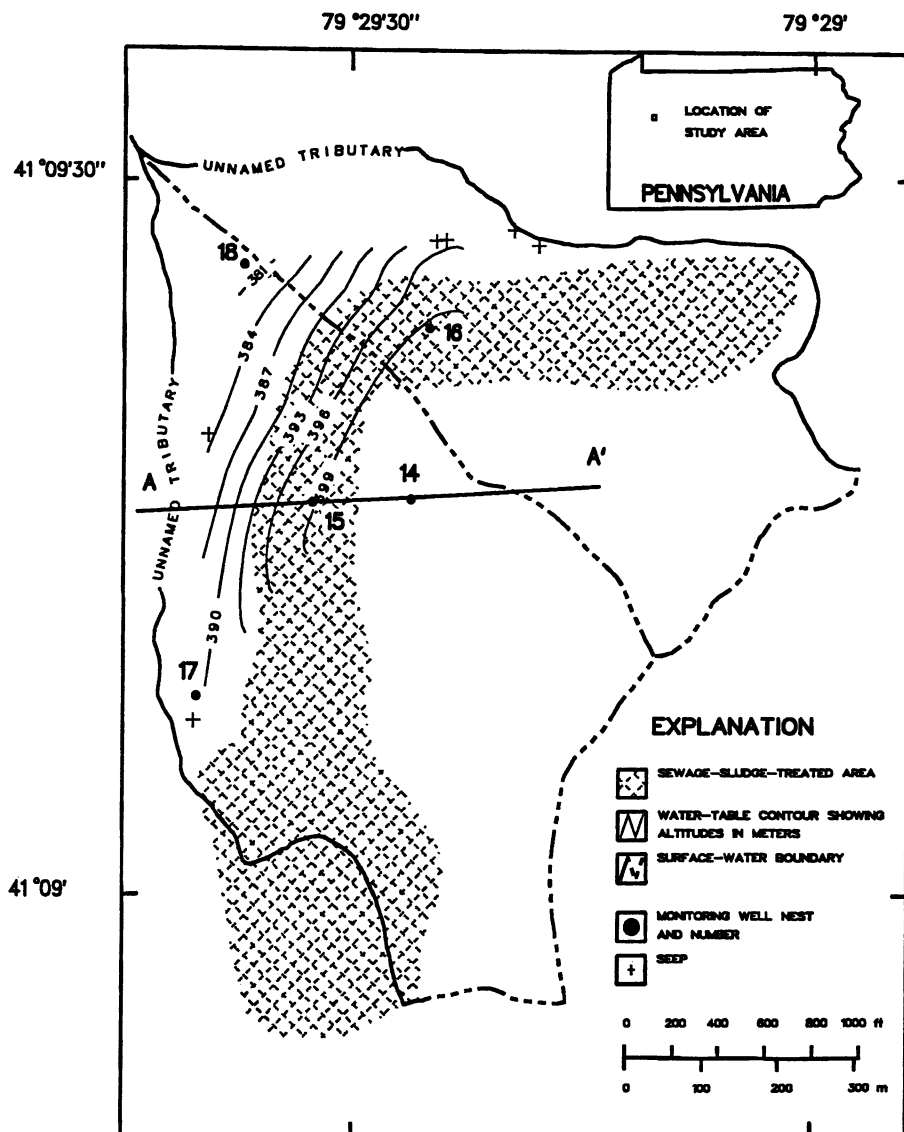 79 °29'30"
79 °29'
LOCATION OF
STUDY AREA
PENNSYLVANIA
41 °09'30"
UNNAMED TRIBUTARY
18
381
16
384
387
393
396
399
UNNAMED TRIBUTARY
A
A'
14
15
390
17
EXPLANATION
SEWAGE-SLUDGE-TREATED AREA
WATER-TABLE CONTOUR SHOWING
ALTITUDES IN METERS
SURFACE-WATER BOUNDARY
41 °09'
MONITORING WELL NEST
AND NUMBER
SEEP
0 200 400 600 800 1000 ft
0 100 200 300 m